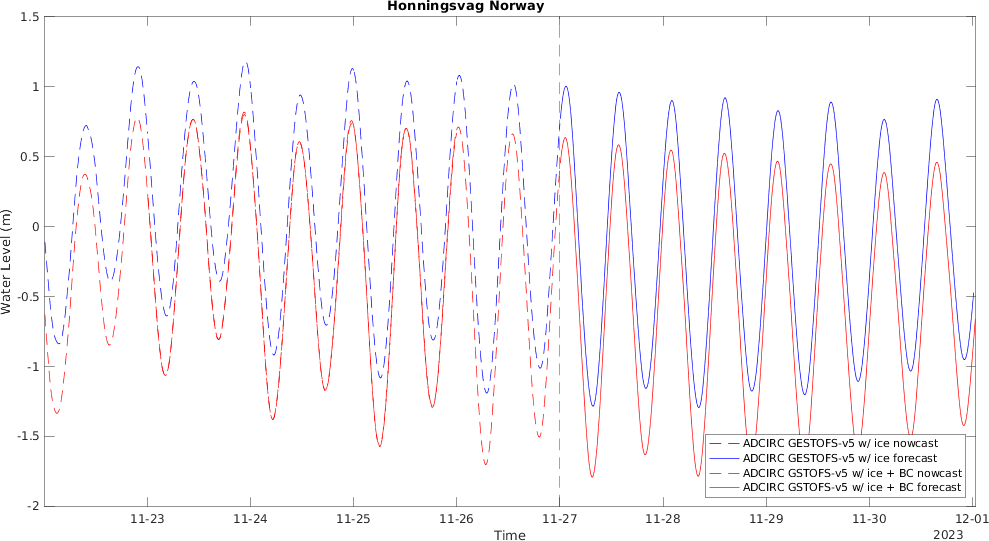 Honningsvag Norway
1.5
1
0.5
0
-0.5
-1
-1.5
-2
Water Level (m)
ADCIRC GESTOFS-v5 w/ ice nowcast
ADCIRC GESTOFS-v5 w/ ice forecast
ADCIRC GSTOFS-v5 w/ ice + BC nowcast
ADCIRC GSTOFS-v5 w/ ice + BC forecast
11-23 11-24 11-25 11-26 11-27 11-28 11-29 11-30 12-01
Time
2023